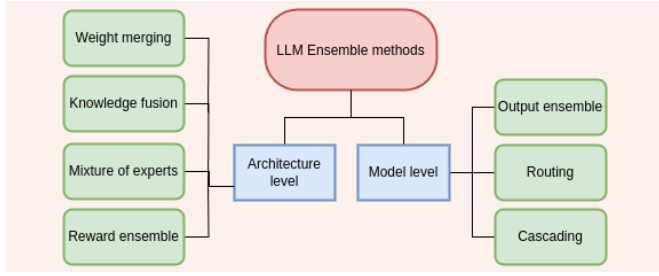 LLM Ensemble methods
Architecture
level
Model level
Weight merging
Knowledge fusion
Mixture of experts
Reward ensemble
Output ensemble
Routing
Cascading